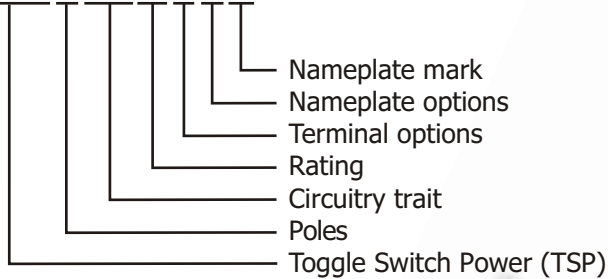 Nameplate mark
Nameplate options
Terminal options
Rating
Circuitry trait
Poles
Toggle Switch Power (TSP)